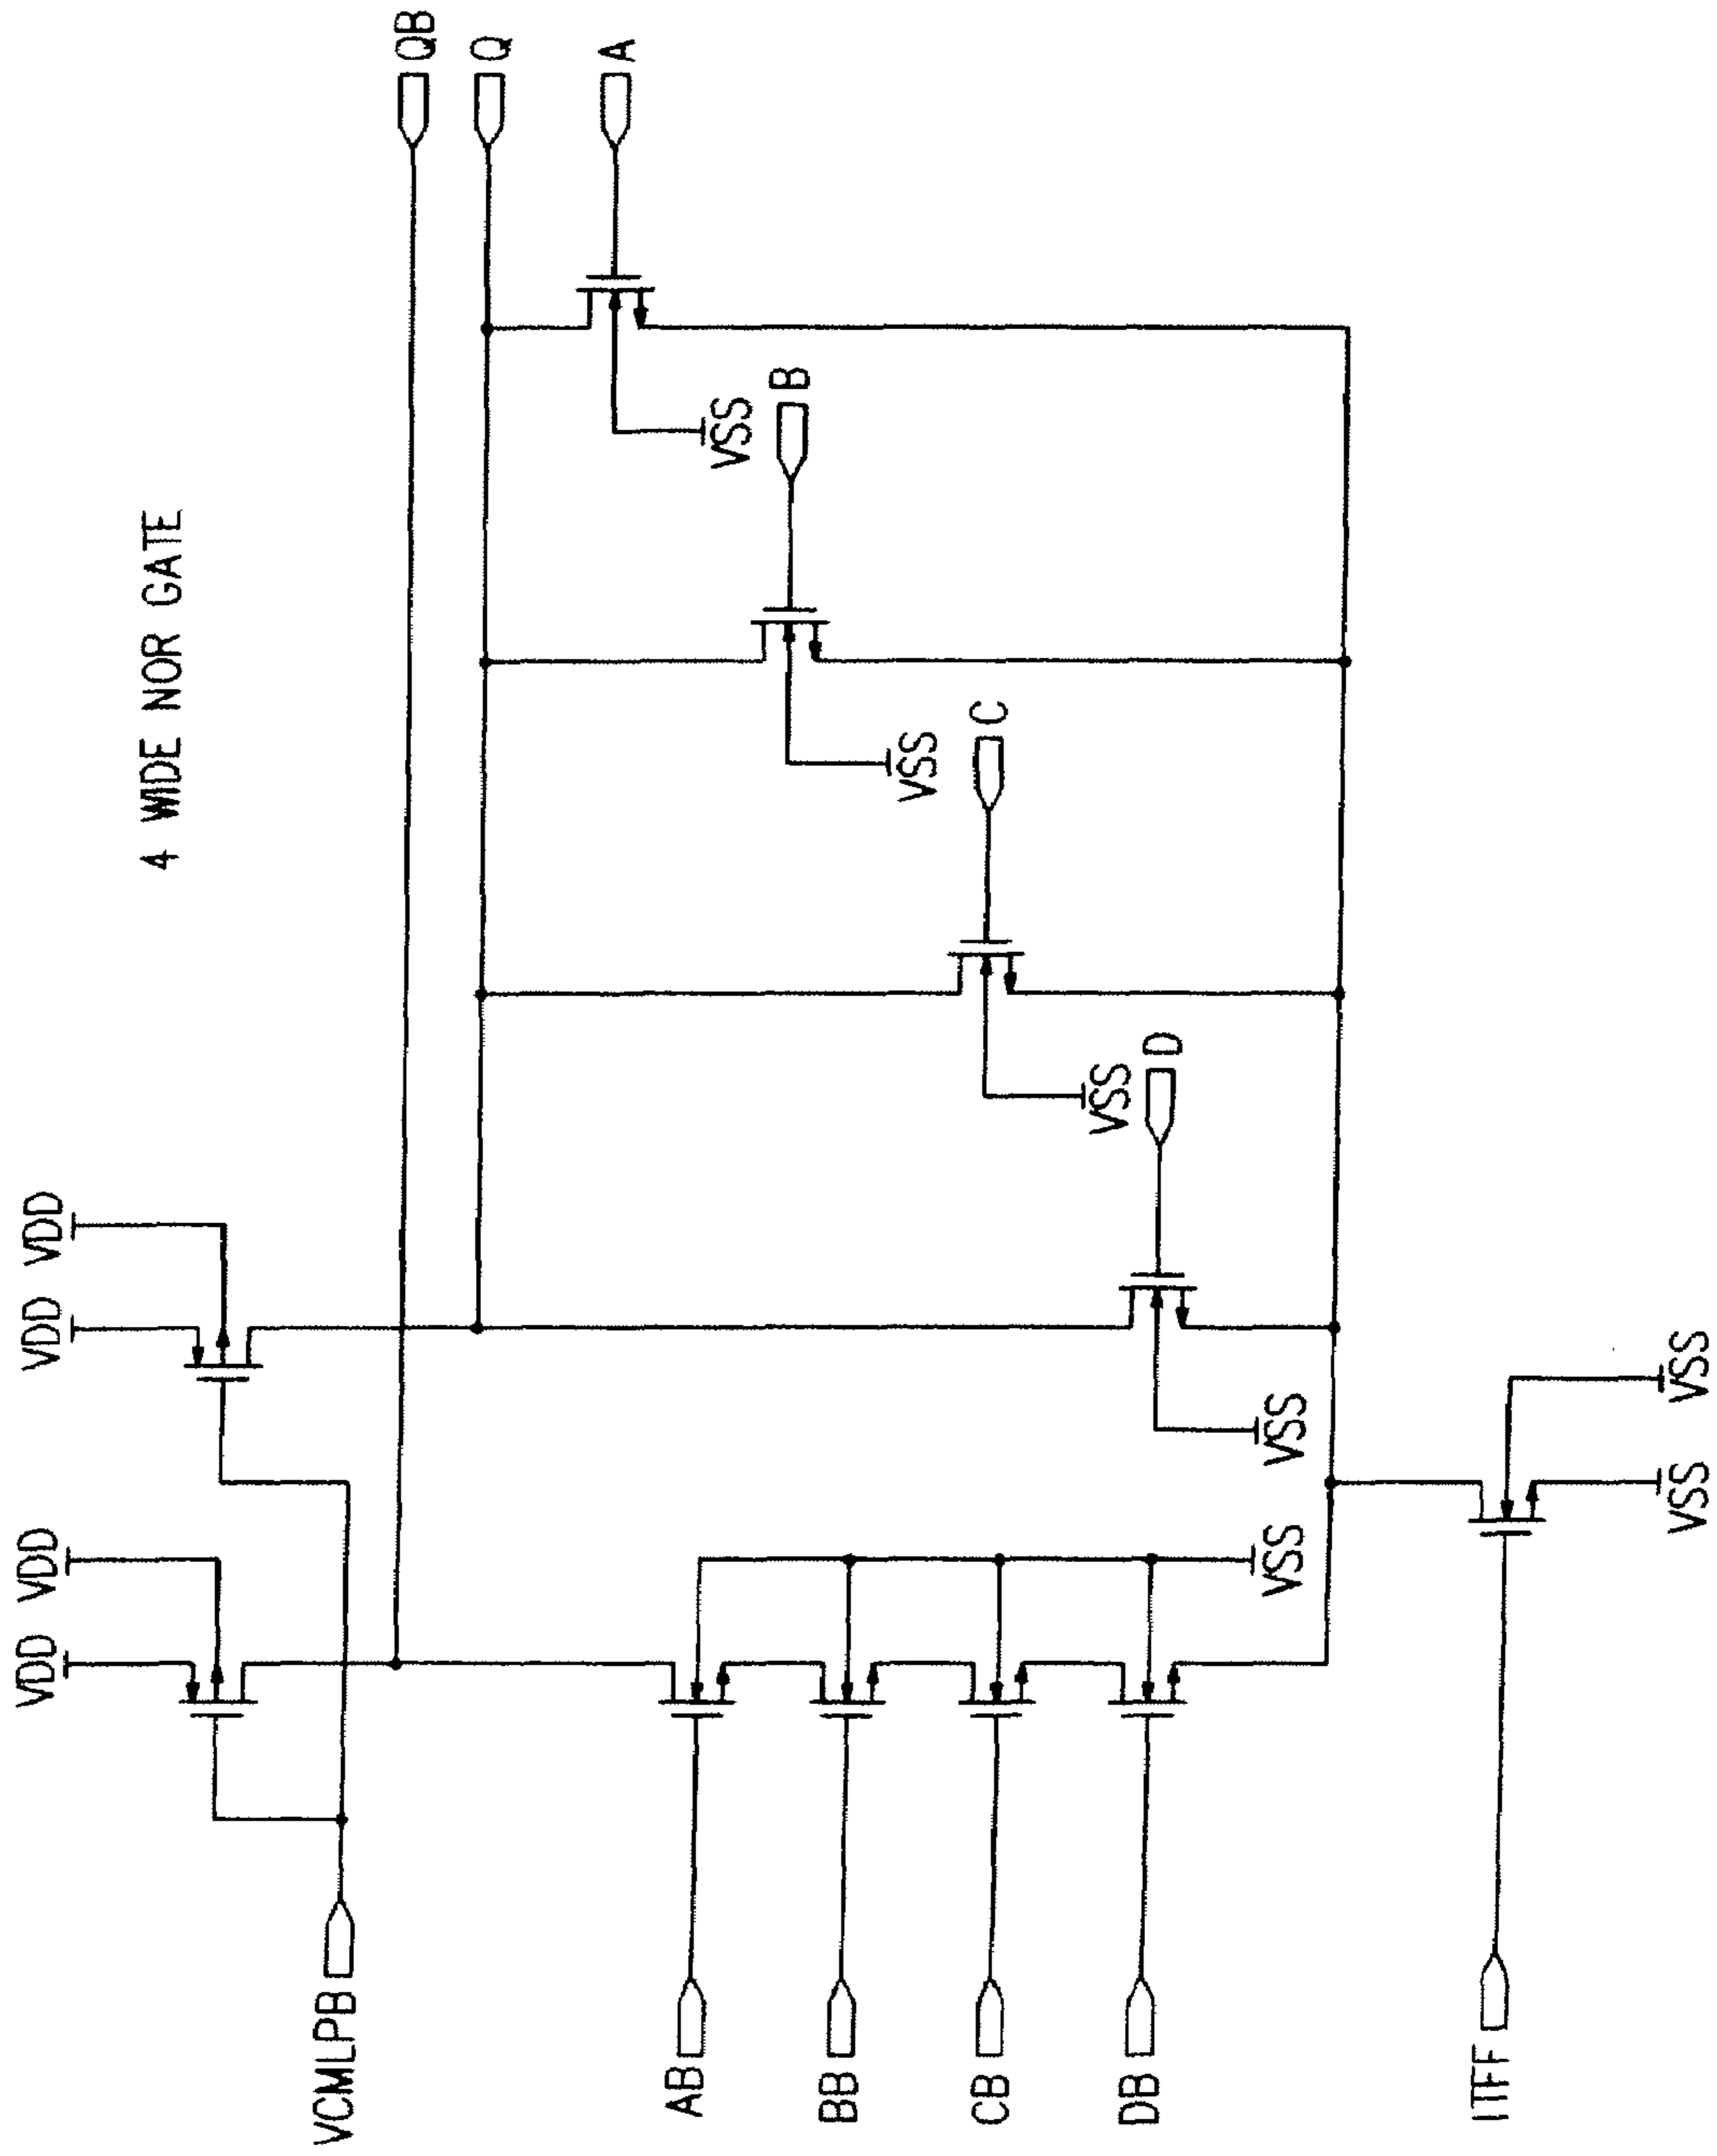 4 WIDE NOR GATE
VDD
VDD
VDD
VDD
VCMLPB
QB
Q
A
VSS
B
VSS
C
VSS
D
VSS
AB
BB
CB
DB
VSS
ITFF
VSS
VSS